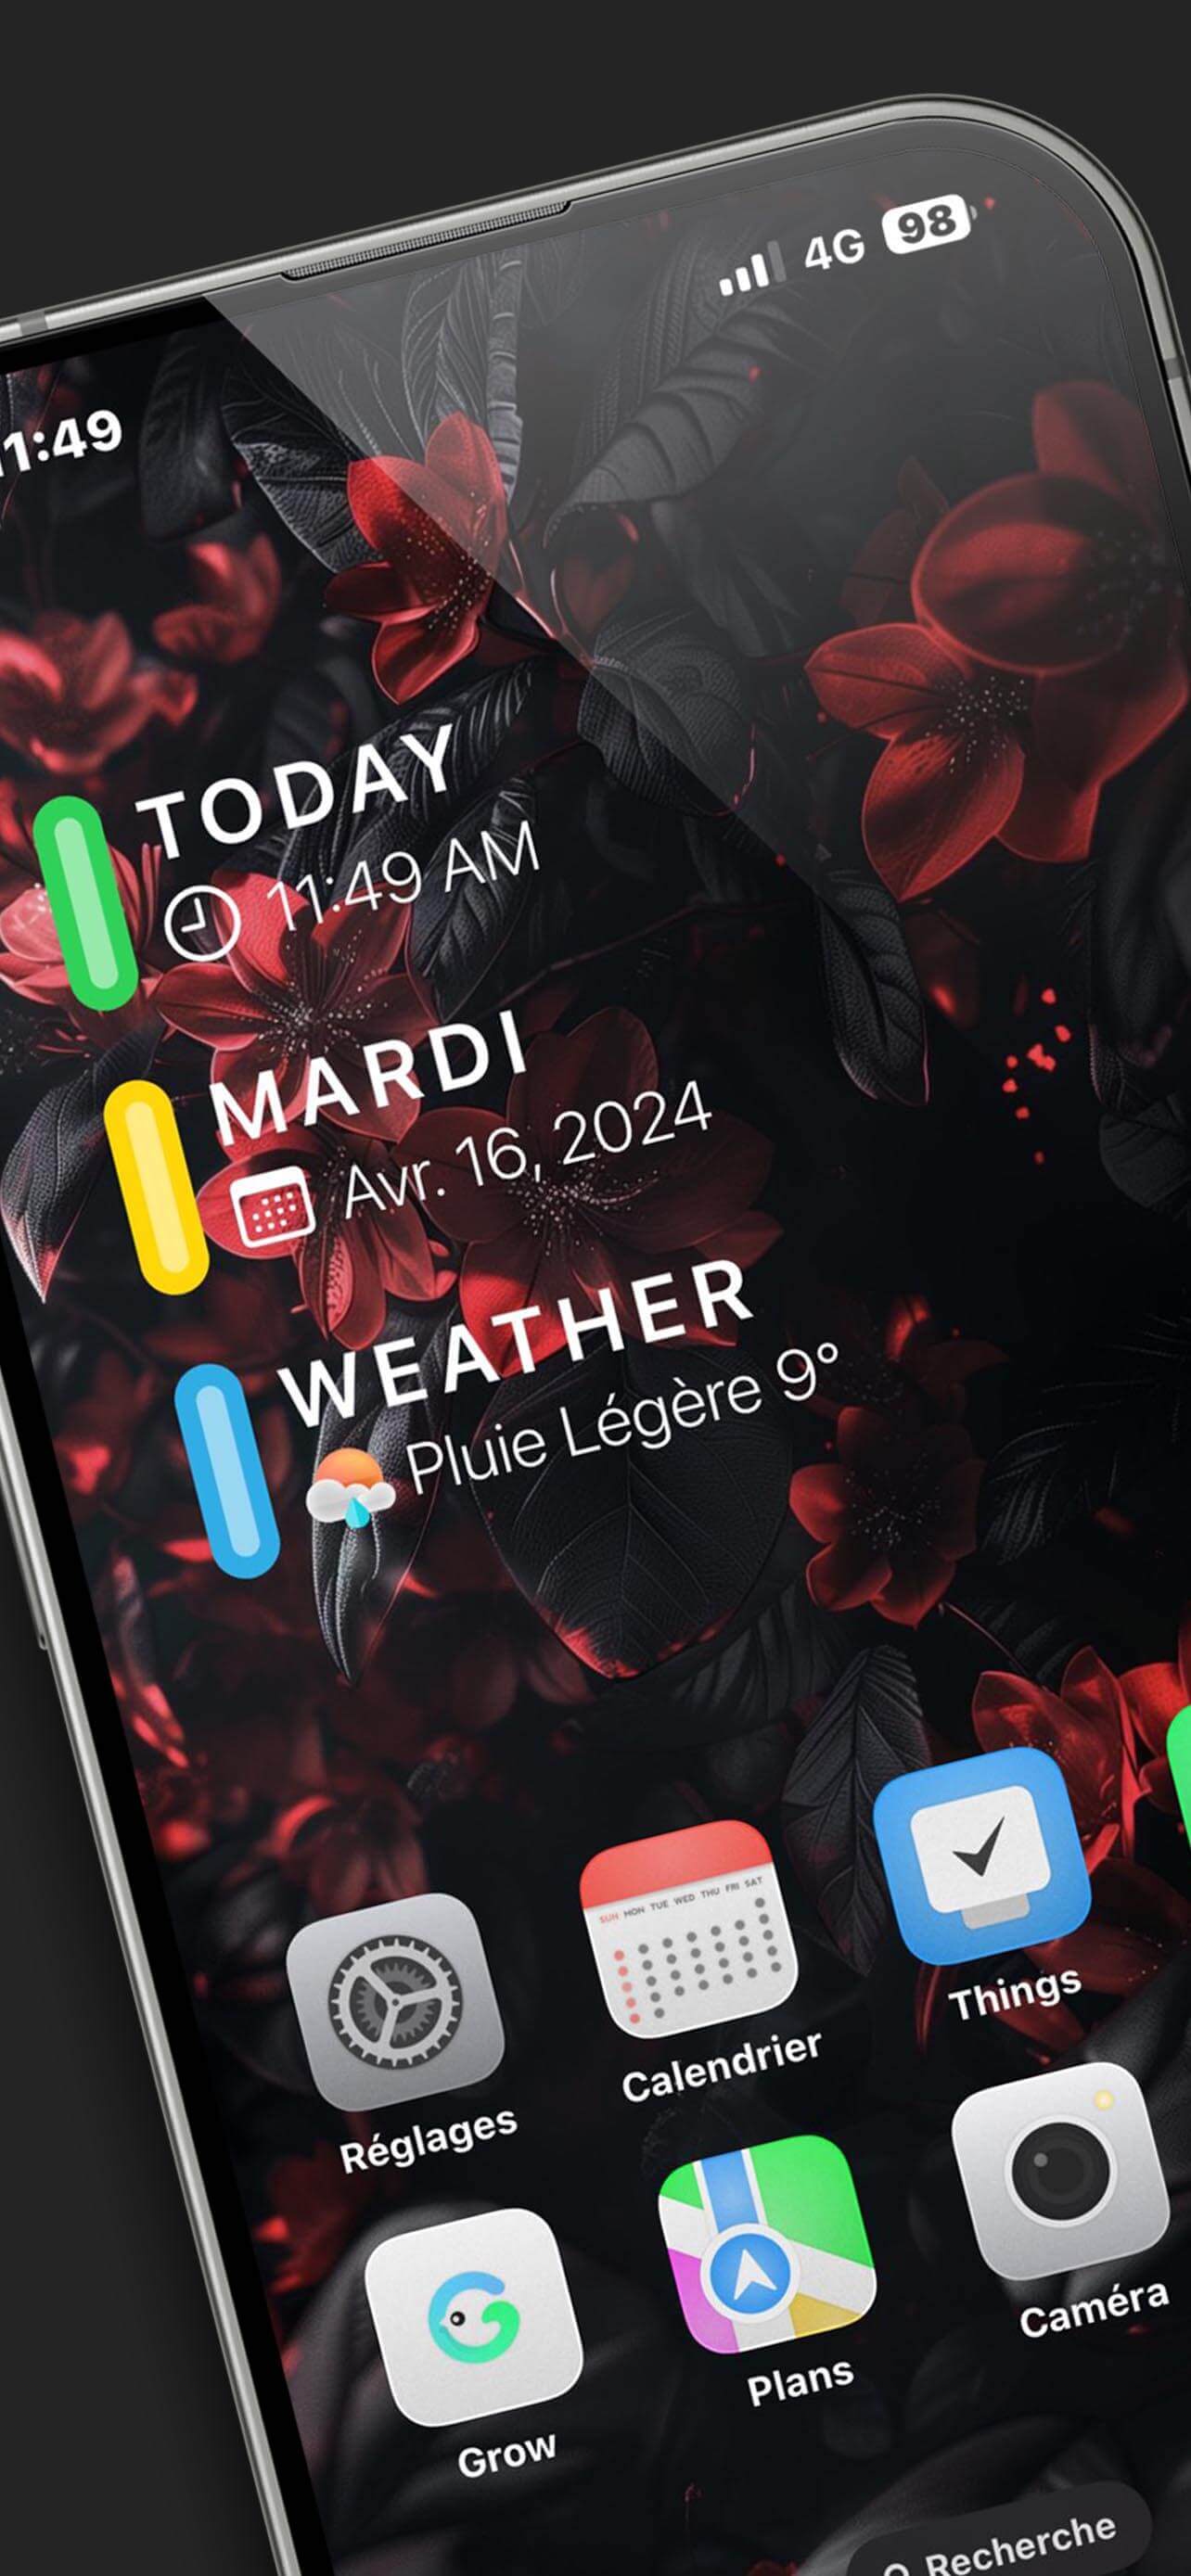 4G 98
11:49
TODAY
11:49 AM
MARDI
Avr. 16, 2024
WEATHER
Pluie Légère 9°
SUN MON TUE WED THU FRI SAT
Réglages
Calendrier
Things
Grow
Plans
Caméra
Recherche